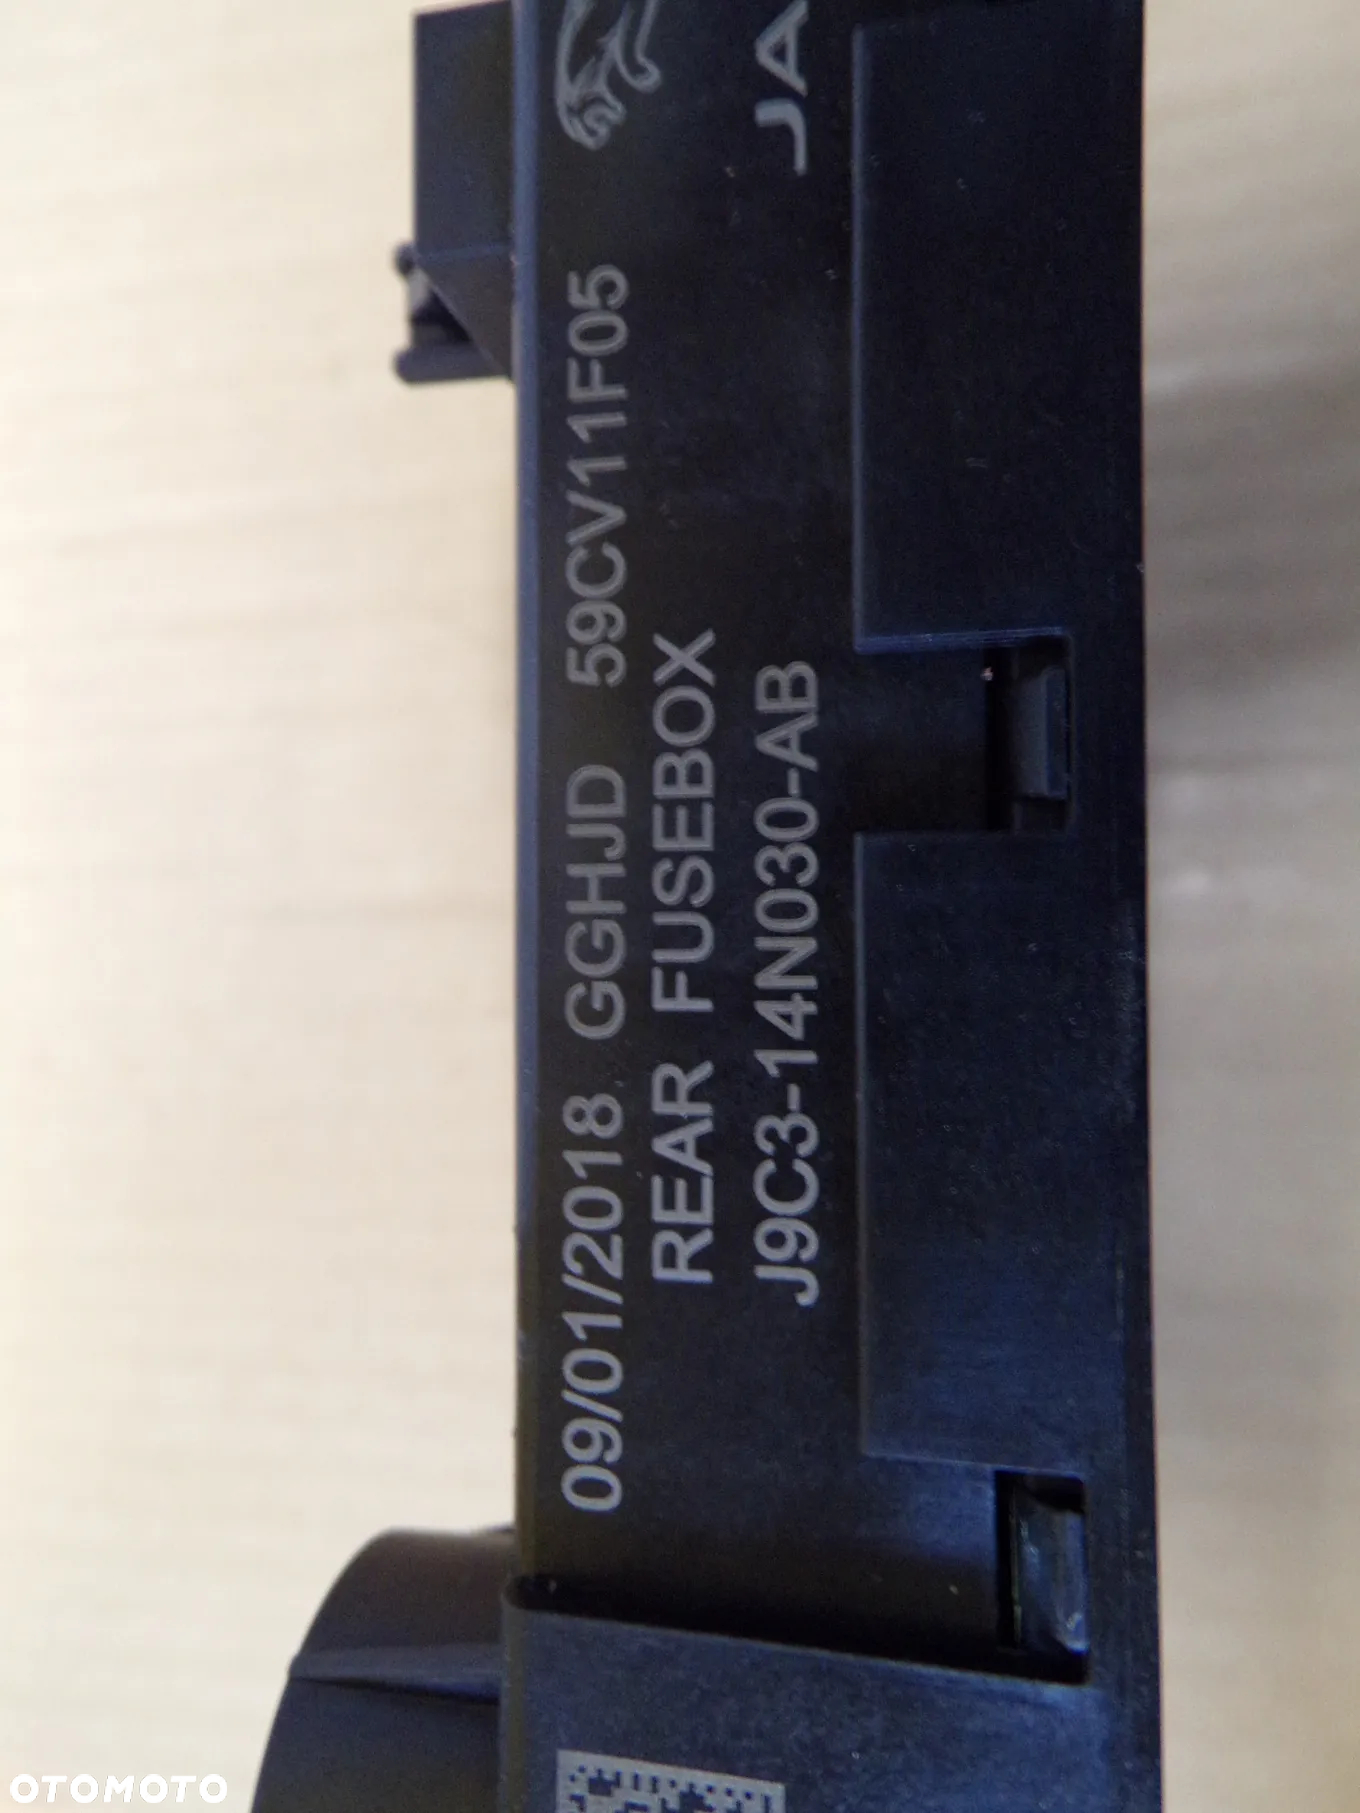 09/01/2018 GGHJD 59CV11F05
REAR FUSEBOX
J9C3-14N030-AB JA
OTOMOTO